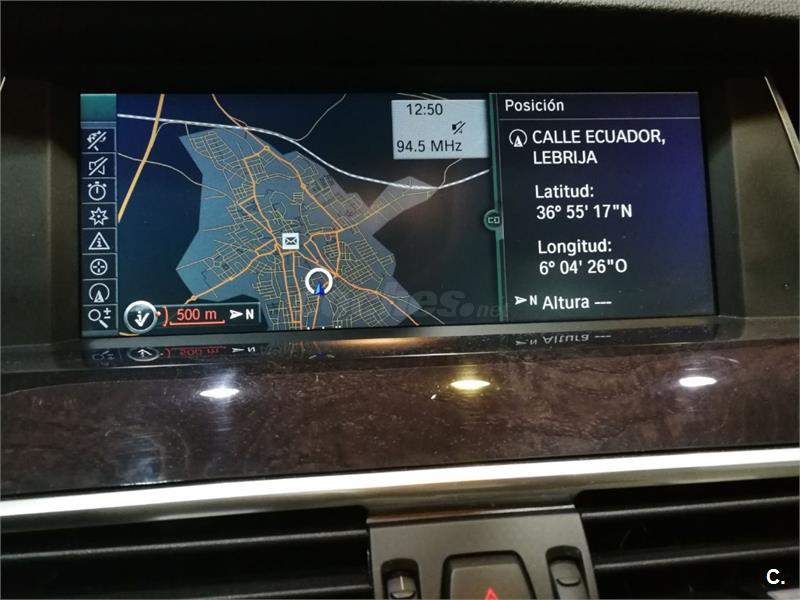 12:50
94.5 MHz
500 m
N
Posición
CALLE ECUADOR,
LEBRIJA
Latitud:
36° 55' 17"N
Longitud:
6° 04' 26"O
N Altura ---
C.